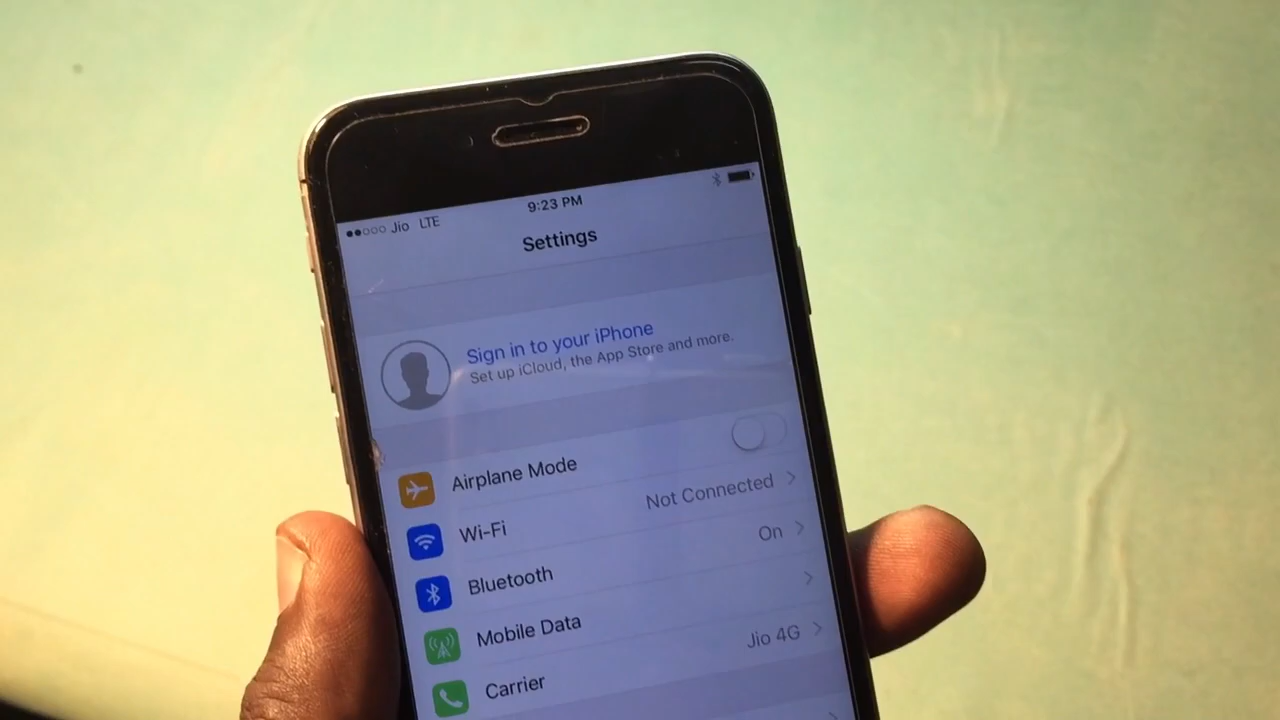 Jio LTE 9:23 PM
Settings
Sign in to your iPhone
Set up iCloud, the App Store and more.
Airplane Mode
Wi-Fi Not Connected
Bluetooth On
Mobile Data
Carrier Jio 4G